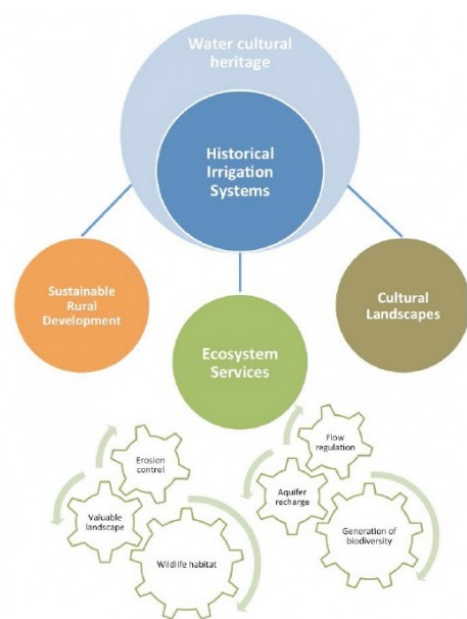 Water cultural
heritage
Historical
Irrigation
Systems
Sustainable
Rural
Development
Ecosystem
Services
Cultural
Landscapes
Erosion
control
Valuable
landscape
Wildlife habitat
Flow
regulation
Aquifer
recharge
Generation of
biodiversity